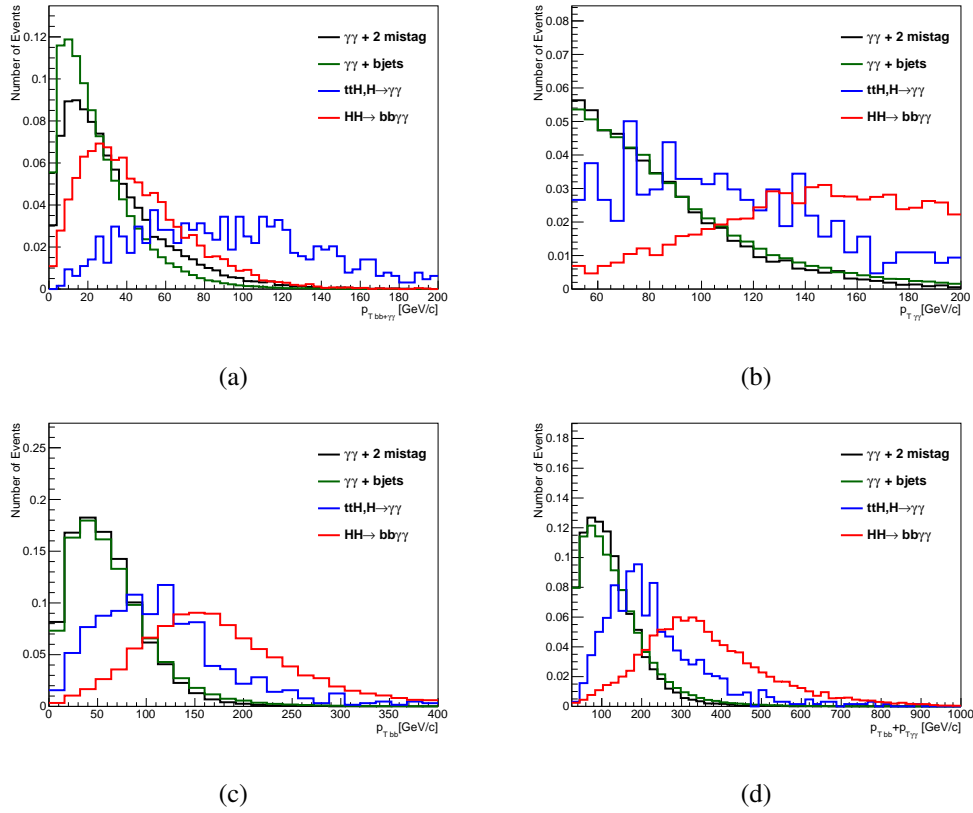 Number of Events
0.12
0.1
0.08
0.06
0.04
0.02
0
γγ + 2 mistag
γγ + bjets
ttH,H→γγ
HH→ bbγγ
0 20 40 60 80 100 120 140 160 180 200
p_T bb+γγ [GeV/c]
(a)
Number of Events
0.08
0.07
0.06
0.05
0.04
0.03
0.02
0.01
0
γγ + 2 mistag
γγ + bjets
ttH,H→γγ
HH→ bbγγ
60 80 100 120 140 160 180 200
p_T γγ [GeV/c]
(b)
Number of Events
0.25
0.2
0.15
0.1
0.05
0
γγ + 2 mistag
γγ + bjets
ttH,H→γγ
HH→ bbγγ
0 50 100 150 200 250 300 350 400
p_T bb [GeV/c]
(c)
Number of Events
0.18
0.16
0.14
0.12
0.1
0.08
0.06
0.04
0.02
0
γγ + 2 mistag
γγ + bjets
ttH,H→γγ
HH→ bbγγ
100 200 300 400 500 600 700 800 900 1000
p_T bb+p_T γγ [GeV/c]
(d)